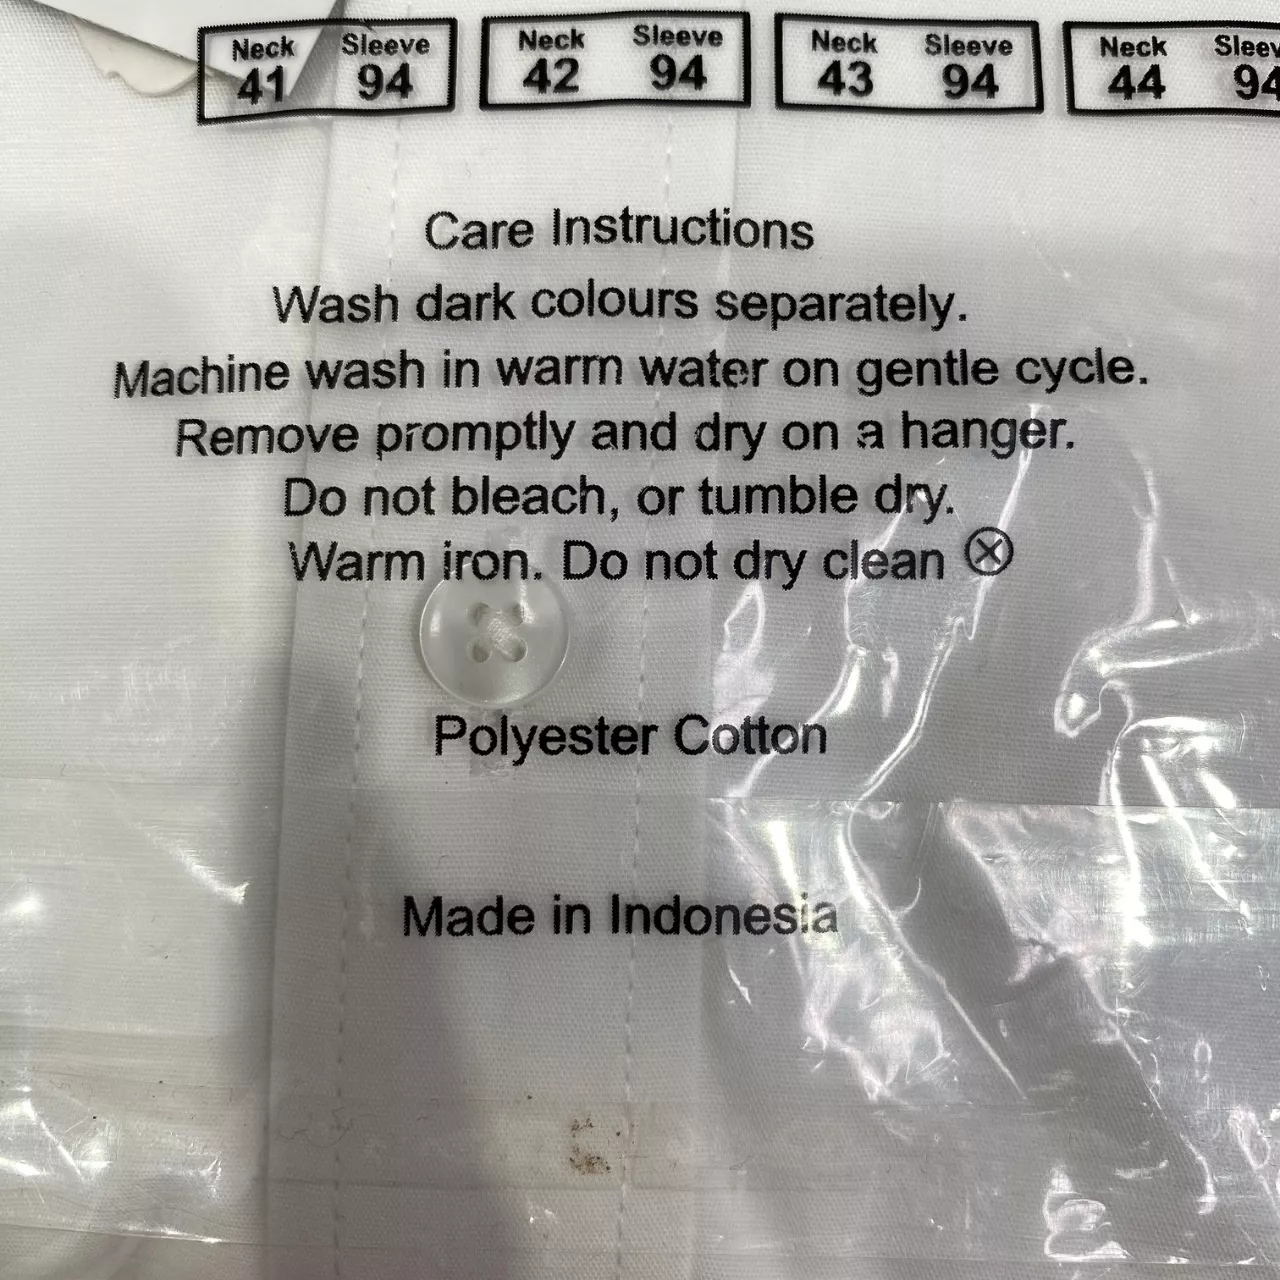 Neck Sleeve Neck Sleeve Neck Sleeve Neck
41 94 42 94 43 94 44
Care Instructions
Wash dark colours separately.
Machine wash in warm water on gentle cycle.
Remove promptly and dry on a hanger.
Do not bleach, or tumble dry.
Warm iron. Do not dry clean ⊗
Polyester Cotton
Made in Indonesia